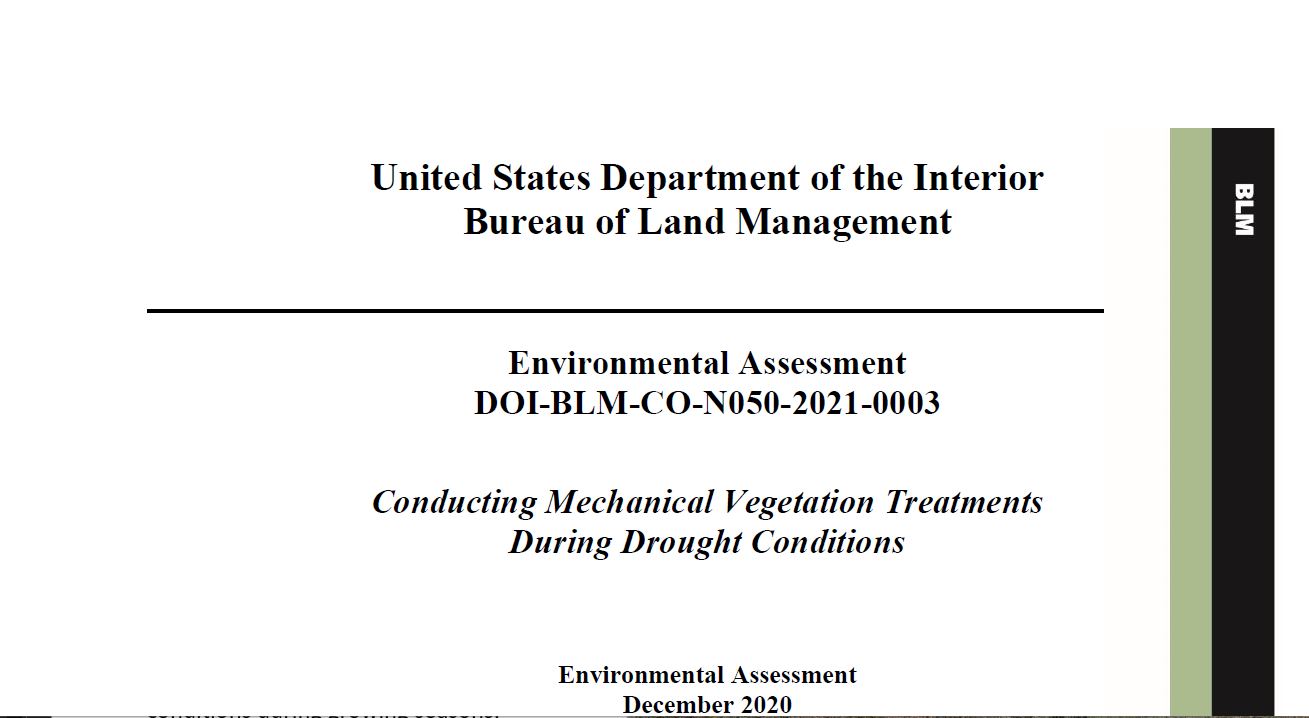 United States Department of the Interior
Bureau of Land Management
BLM
Environmental Assessment
DOI-BLM-CO-N050-2021-0003
Conducting Mechanical Vegetation Treatments
During Drought Conditions
Environmental Assessment
December 2020